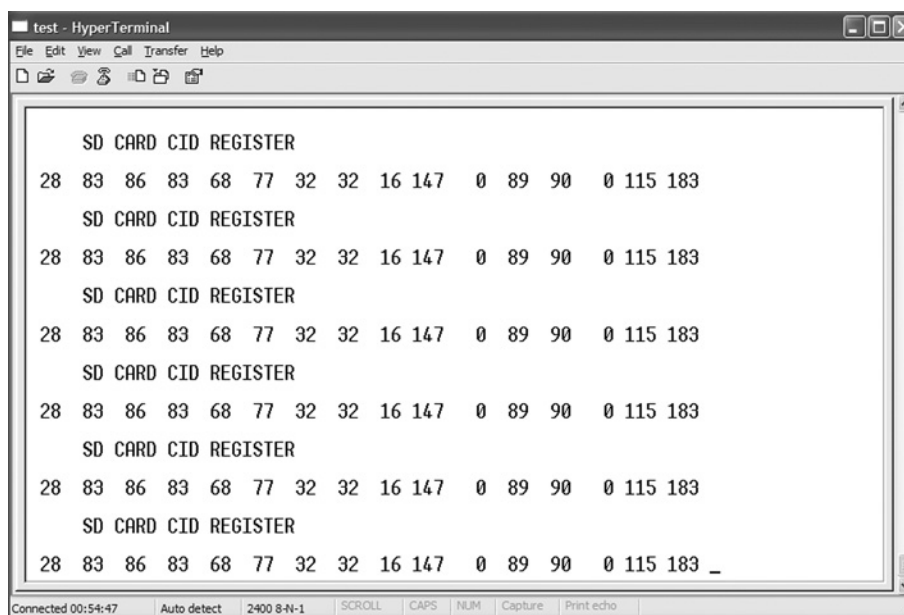 test - HyperTerminal
File Edit View Call Transfer Help
SD CARD CID REGISTER
28 83 86 83 68 77 32 32 16 147 0 89 90 0 115 183
SD CARD CID REGISTER
28 83 86 83 68 77 32 32 16 147 0 89 90 0 115 183
SD CARD CID REGISTER
28 83 86 83 68 77 32 32 16 147 0 89 90 0 115 183
SD CARD CID REGISTER
28 83 86 83 68 77 32 32 16 147 0 89 90 0 115 183
SD CARD CID REGISTER
28 83 86 83 68 77 32 32 16 147 0 89 90 0 115 183
SD CARD CID REGISTER
28 83 86 83 68 77 32 32 16 147 0 89 90 0 115 183 _
Connected 00:54:47 Auto detect 2400 8-N-1 SCROLL CAPS NUM Capture Print echo